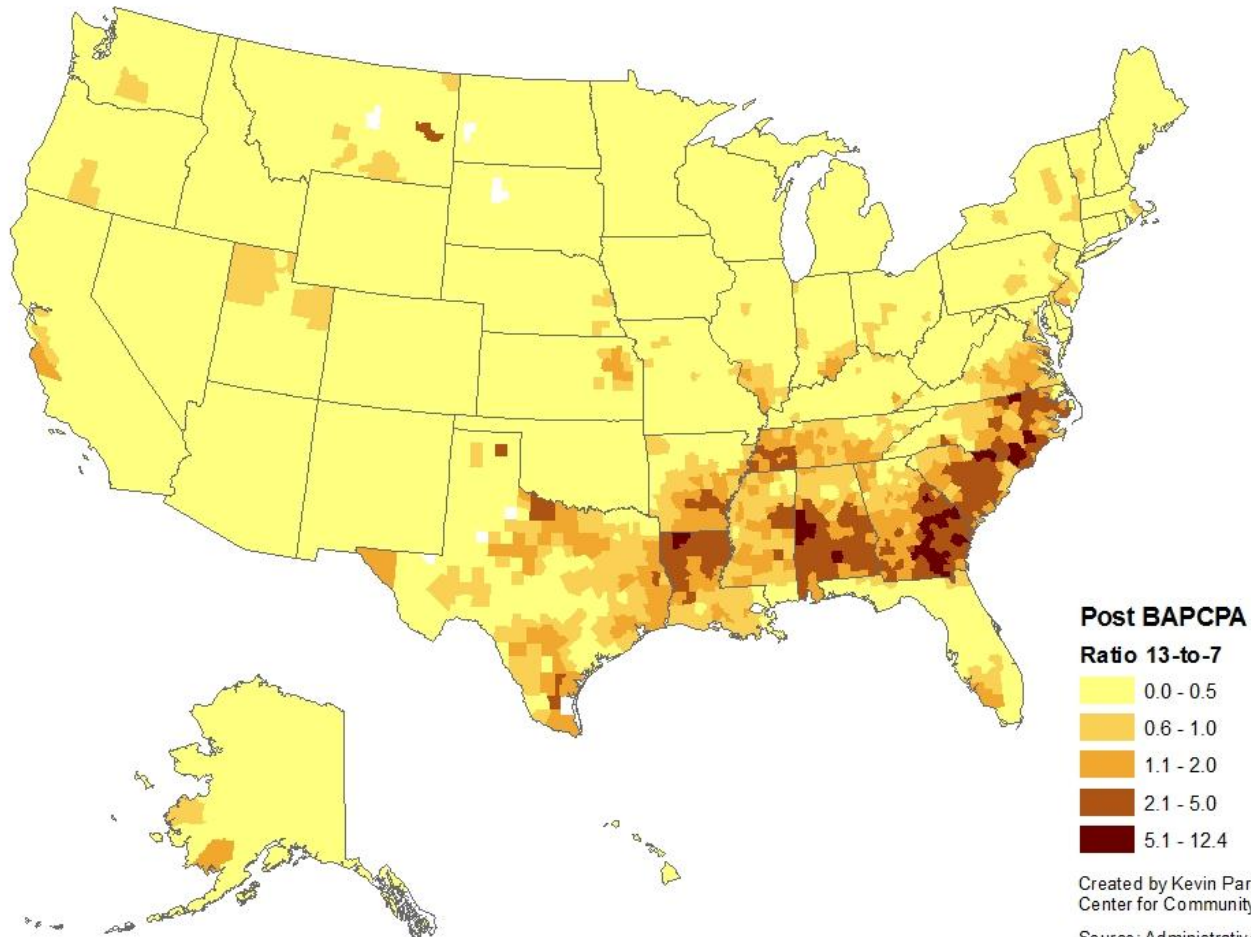 Post BAPCPA
Ratio 13-to-7
0.0 - 0.5
0.6 - 1.0
1.1 - 2.0
2.1 - 5.0
5.1 - 12.4
Created by Kevin Par
Center for Community